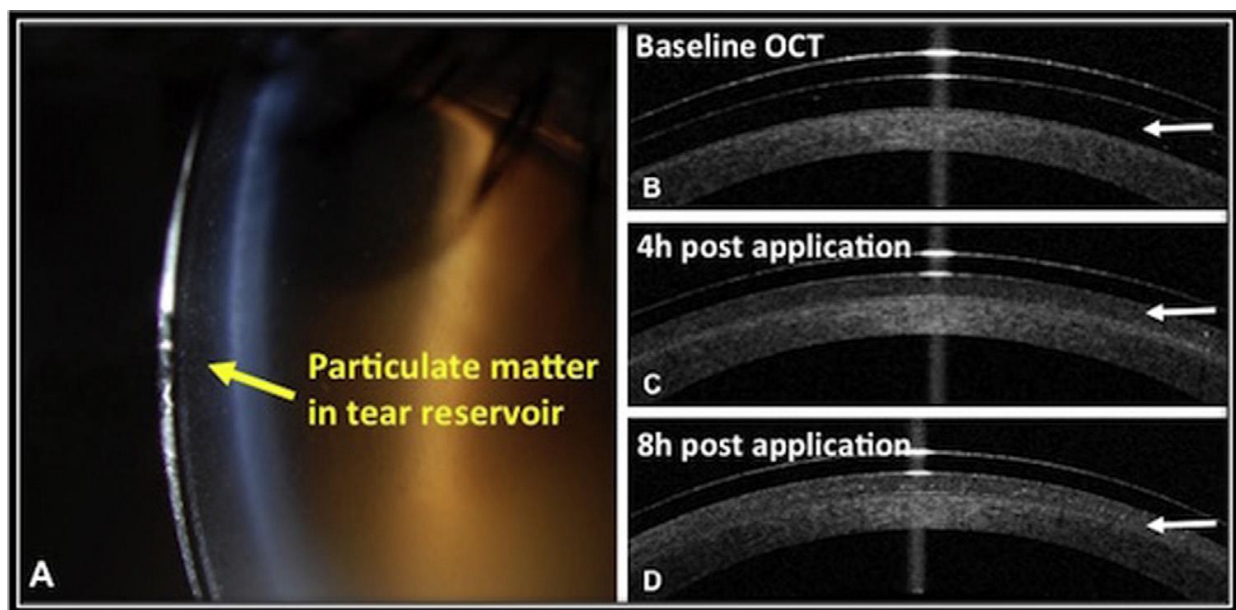 Particulate matter
in tear reservoir
A
Baseline OCT
B
4h post application
C
8h post application
D